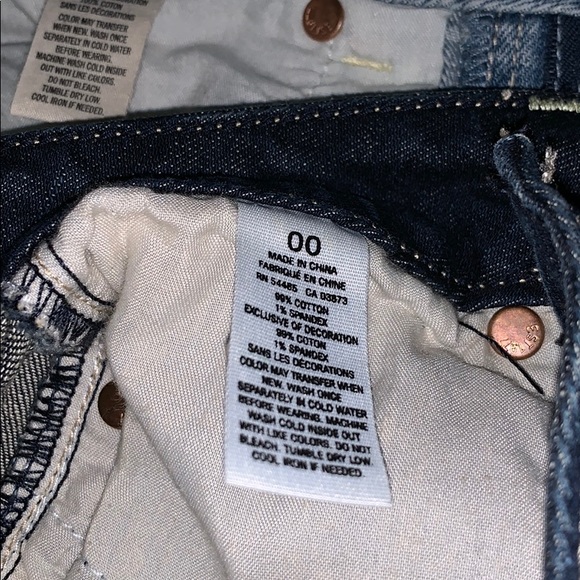 COTTON
SANS LES DÉCORATIONS
COLOR MAY TRANSFER
WHEN NEW. WASH ONCE
SEPARATELY IN COLD WATER
BEFORE WEARING.
MACHINE WASH COLD INSIDE
OUT WITH LIKE COLORS.
DO NOT BLEACH.
TUMBLE DRY LOW.
COOL IRON IF NEEDED.
00
MADE IN CHINA
FABRIQUÉ EN CHINE
RN 54485 CA 03873
99% COTTON
1% SPANDEX
EXCLUSIVE OF DECORATION
99% COTON
1% SPANDEX
SANS LES DÉCORATIONS
COLOR MAY TRANSFER WHEN
NEW. WASH ONCE
SEPARATELY IN COLD WATER
BEFORE WEARING. MACHINE
WASH COLD INSIDE OUT
WITH LIKE COLORS. DO NOT
BLEACH. TUMBLE DRY LOW.
COOL IRON IF NEEDED.